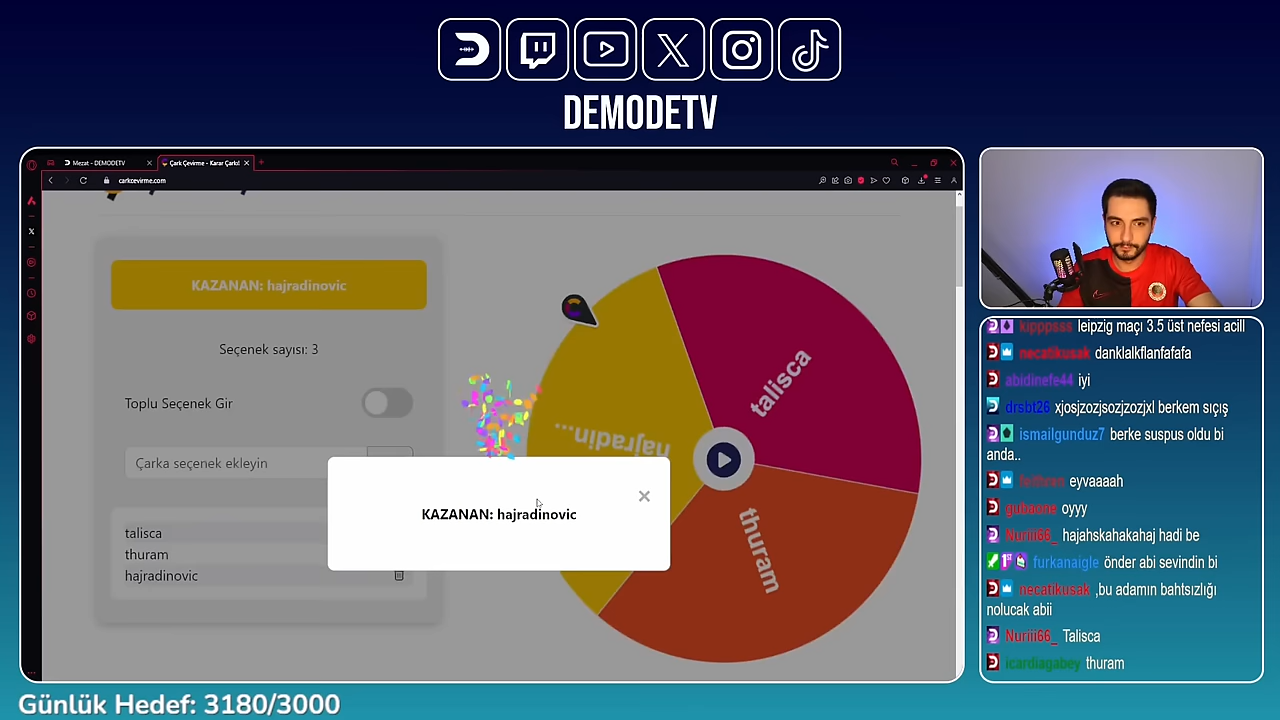 DEMODETV
Mezat - DEMODETV
Çark Çevirme - Karar Çarkı!
carkcevirme.com
KAZANAN: hajradinovic
Seçenek sayısı: 3
Toplu Seçenek Gir
Çarka seçenek ekleyin
talisca
thuram
hajradinovic
KAZANAN: hajradinovic
talisca
hajradin...
thuram
kipppsss leipzig maçı 3.5 üst nefesi acill
necatikusak danklalkflanfafafa
abidinefe44 iyi
drsbt26 xjosjzozjsozjzozjxl berkem sıçış
ismailgunduz7 berke suspus oldu bi
anda..
eyvaaaah
gubaone oyyy
Nuriii66_ hajahskahakahaj hadi be
furkanaigle önder abi sevindin bi
necatikusak ,bu adamın bahtsızlığı
nolucak abii
Nuriii66_ Talisca
icardiagabey thuram
Günlük Hedef: 3180/3000